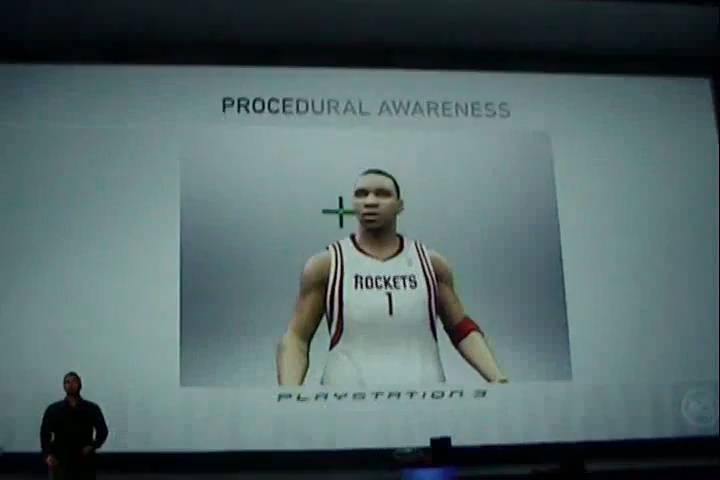 PROCEDURAL AWARENESS
ROCKETS
1
PLAYSTATION 3